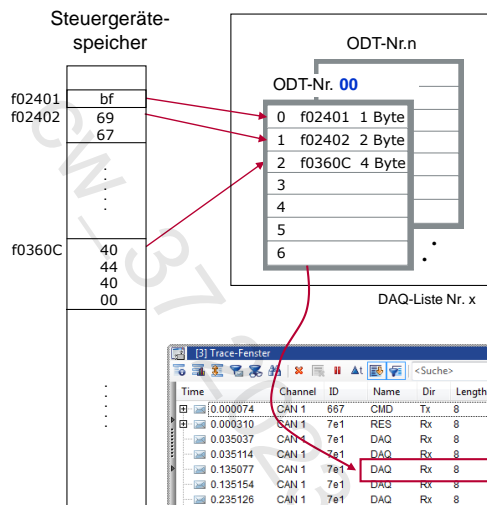 Steuergeräte-
speicher
ODT-Nr.n
ODT-Nr. 00
f02401 bf
f02402 69
67
f0360C 40
44
40
00
0 f02401 1 Byte
1 f02402 2 Byte
2 f0360C 4 Byte
3
4
5
6
DAQ-Liste Nr. x
[3] Trace-Fenster
Δt <Suche>
Time Channel ID Name Dir Length
0.000074 CAN 1 667 CMD Tx 8
0.000310 CAN 1 7e1 RES Rx 8
0.035037 CAN 1 7e1 DAQ Rx 8
0.035114 CAN 1 7e1 DAQ Rx 8
0.135077 CAN 1 7e1 DAQ Rx 8
0.135154 CAN 1 7e1 DAQ Rx 8
0.235126 CAN 1 7e1 DAQ Rx 8
cw_37_2023